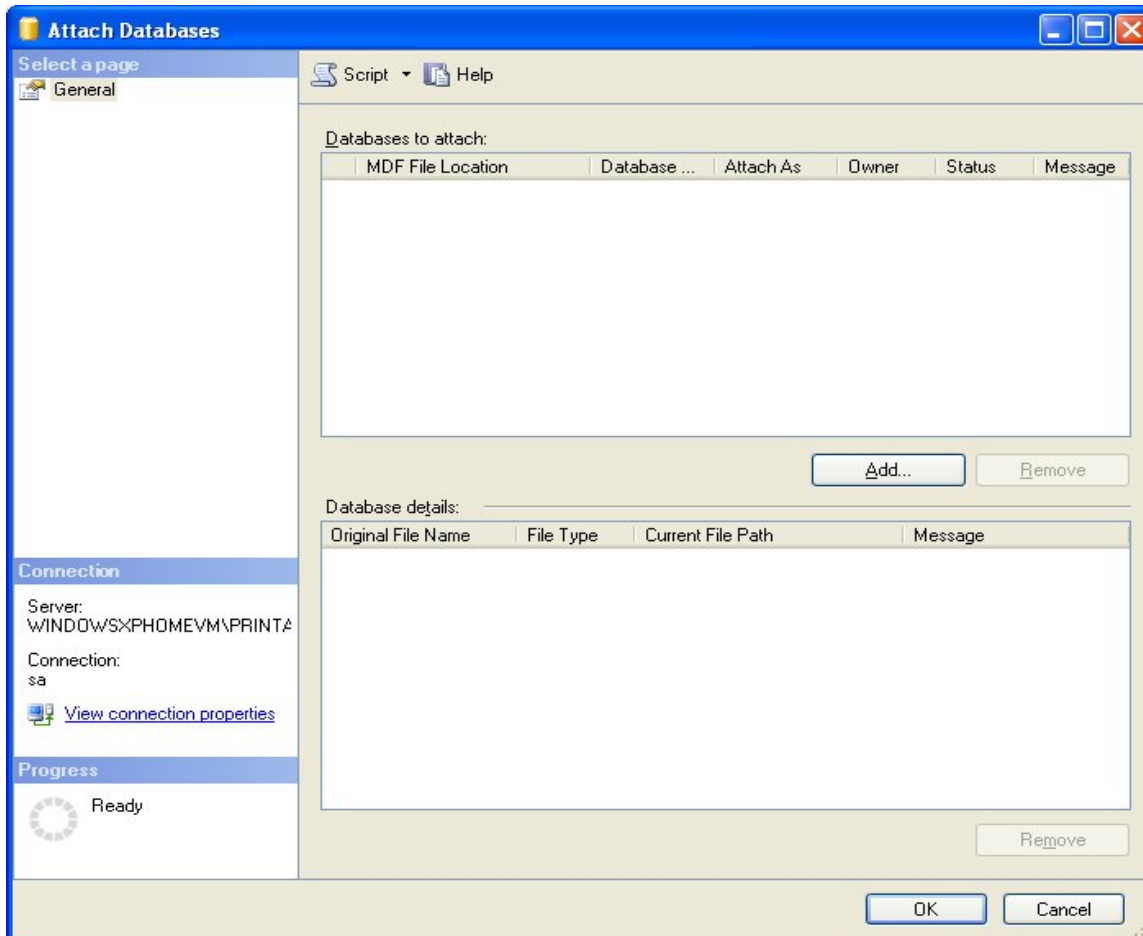 Attach Databases
Select a page
General
Script Help
Databases to attach:
MDF File Location Database ... Attach As Owner Status Message
Add... Remove
Database details:
Original File Name File Type Current File Path Message
Connection
Server:
WINDOWSXPHOMEVM\PRINTA
Connection:
sa
View connection properties
Progress
Ready
Remove
OK Cancel